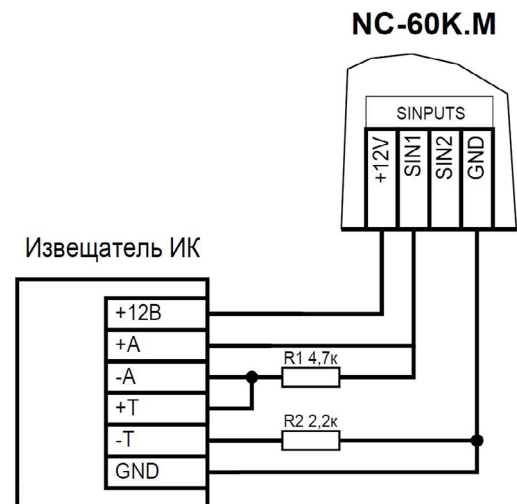 NC-60K.M
SINPUTS
+12V
SIN1
SIN2
GND
Извещатель ИК
+12В
+A
-A
+T
-T
GND
R1 4,7к
R2 2,2к